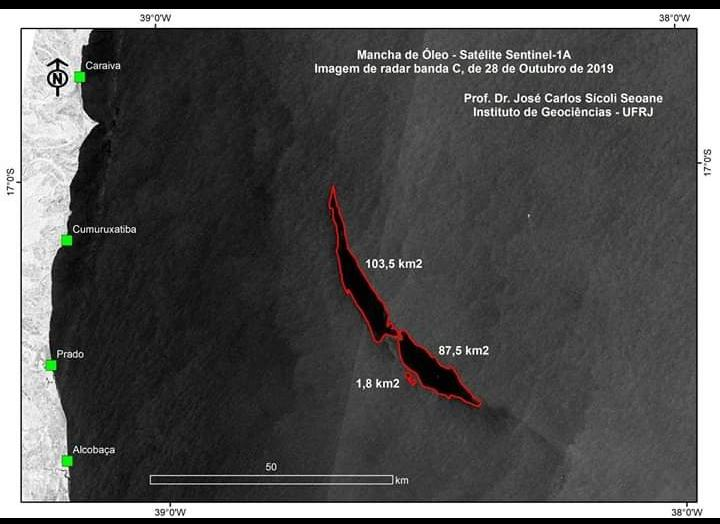 39°0'W 38°0'W
Mancha de Óleo - Satélite Sentinel-1A
Imagem de radar banda C, de 28 de Outubro de 2019
Prof. Dr. José Carlos Sícoli Seoane
Instituto de Geociências - UFRJ
N
Caraiva
17°0'S 17°0'S
Cumuruxatiba
103,5 km2
Prado
87,5 km2
1,8 km2
Alcobaça
50
km
39°0'W 38°0'W